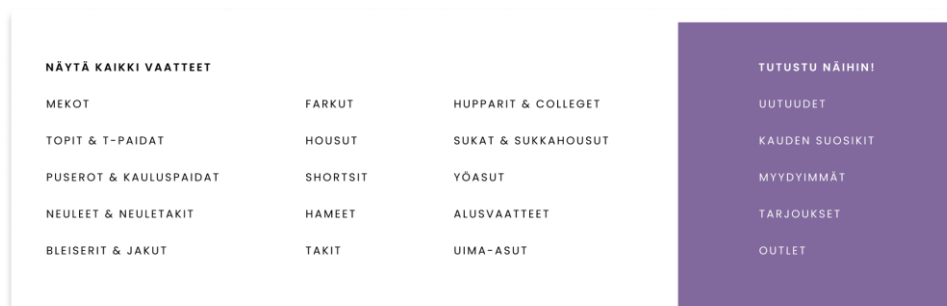 NÄYTÄ KAIKKI VAATTEET
MEKOT
TOPIT & T-PAIDAT
PUSEROT & KAULUSPAIDAT
NEULEET & NEULETAKIT
BLEISERIT & JAKUT
FARKUT
HOUSUT
SHORTSIT
HAMEET
TAKIT
HUPPARIT & COLLEGET
SUKAT & SUKKAHOUSUT
YÖASUT
ALUSVAATTEET
UIMA-ASUT
TUTUSTU NÄIHIN!
UUTUUDET
KAUDEN SUOSIKIT
MYYDYIMMÄT
TARJOUKSET
OUTLET